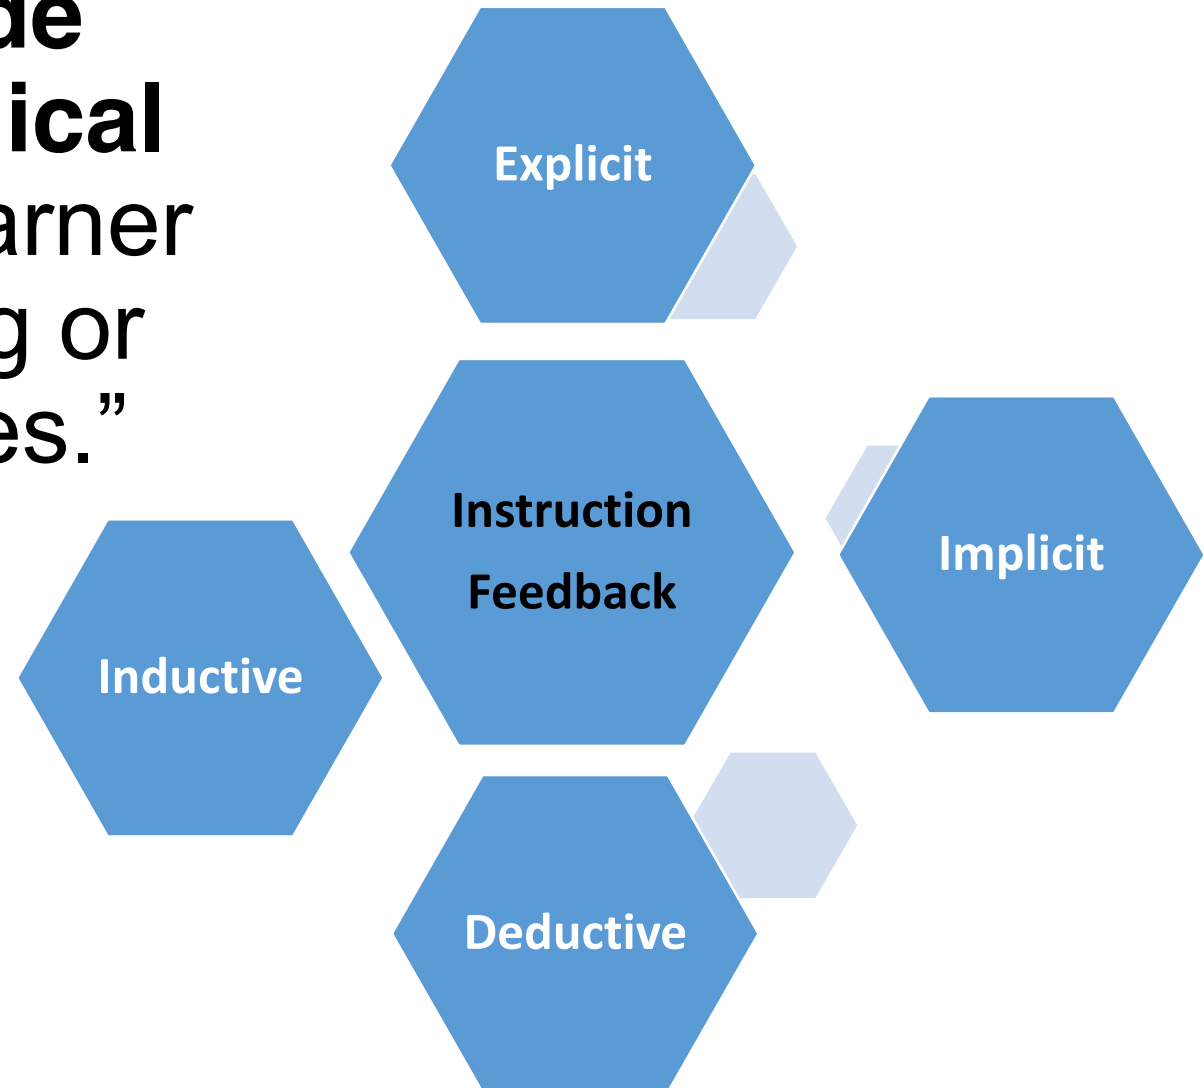 de
ical
arner
g or
es.”
Explicit
Instruction
Feedback
Implicit
Inductive
Deductive